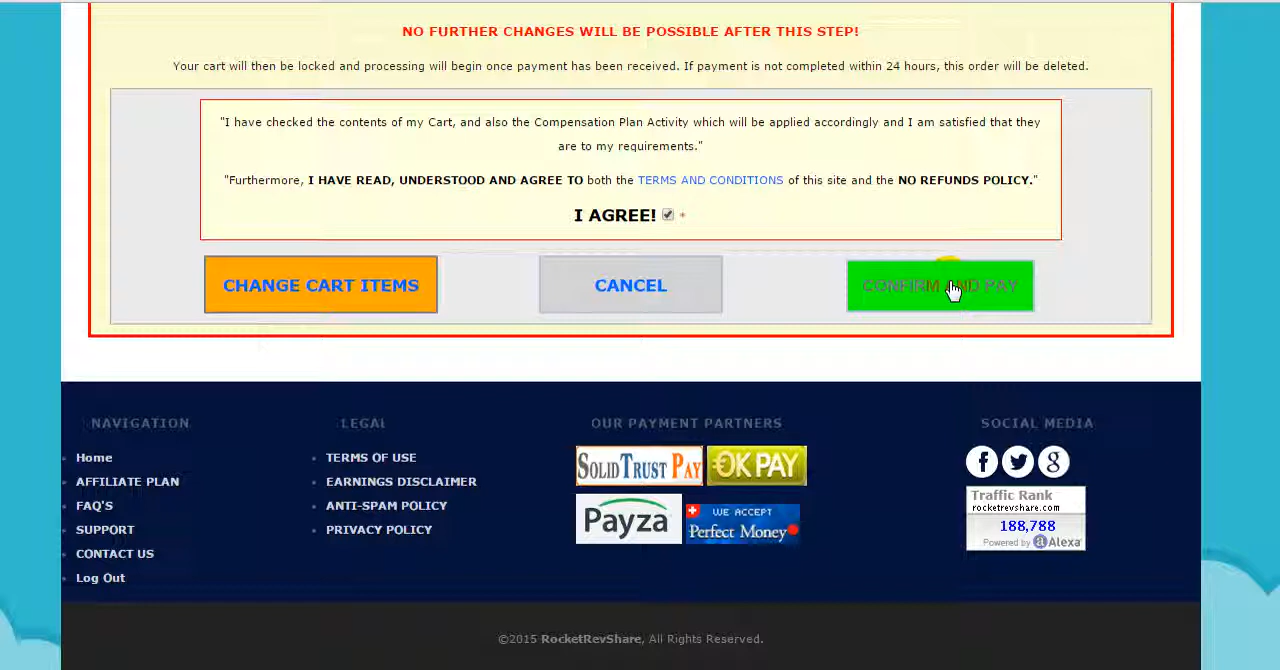 NO FURTHER CHANGES WILL BE POSSIBLE AFTER THIS STEP!
Your cart will then be locked and processing will begin once payment has been received. If payment is not completed within 24 hours, this order will be deleted.
"I have checked the contents of my Cart, and also the Compensation Plan Activity which will be applied accordingly and I am satisfied that they
are to my requirements."
"Furthermore, I HAVE READ, UNDERSTOOD AND AGREE TO both the TERMS AND CONDITIONS of this site and the NO REFUNDS POLICY."
I AGREE! *
CHANGE CART ITEMS
CANCEL
CONFIRM AND PAY
NAVIGATION
Home
AFFILIATE PLAN
FAQ'S
SUPPORT
CONTACT US
Log Out
LEGAL
TERMS OF USE
EARNINGS DISCLAIMER
ANTI-SPAM POLICY
PRIVACY POLICY
OUR PAYMENT PARTNERS
SOLIDTRUST PAY
€OK PAY
Payza
WE ACCEPT
Perfect Money
SOCIAL MEDIA
Traffic Rank
rocketrevshare.com
188,788
Powered by a Alexa
©2015 RocketRevShare, All Rights Reserved.